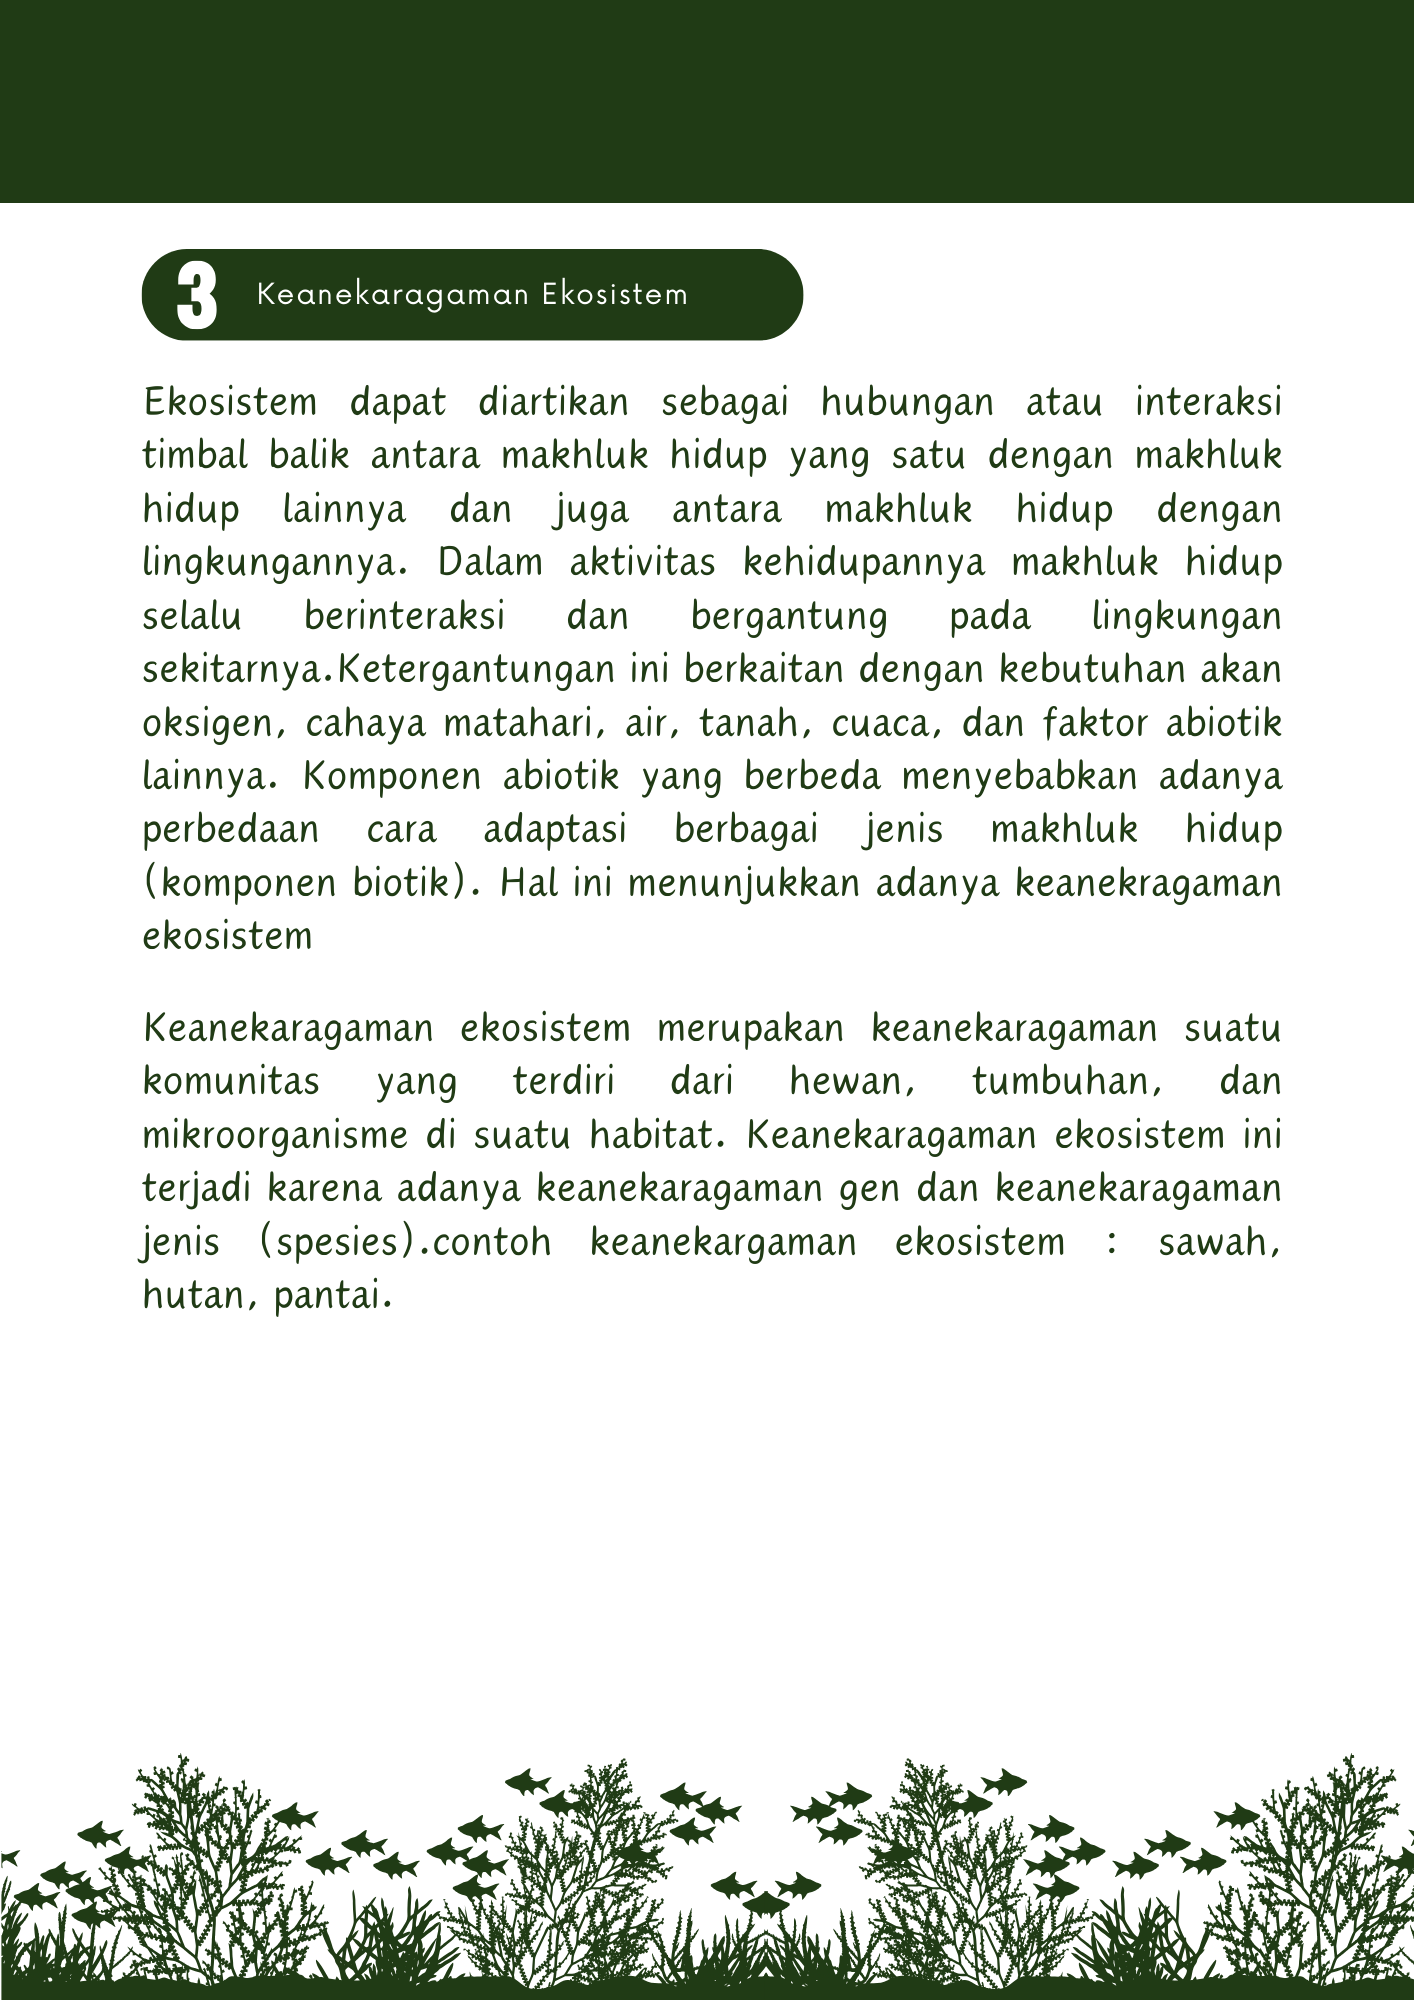 3 Keanekaragaman Ekosistem
Ekosistem dapat diartikan sebagai hubungan atau interaksi
timbal balik antara makhluk hidup yang satu dengan makhluk
hidup lainnya dan juga antara makhluk hidup dengan
lingkungannya. Dalam aktivitas kehidupannya makhluk hidup
selalu berinteraksi dan bergantung pada lingkungan
sekitarnya.Ketergantungan ini berkaitan dengan kebutuhan akan
oksigen, cahaya matahari, air, tanah, cuaca, dan faktor abiotik
lainnya. Komponen abiotik yang berbeda menyebabkan adanya
perbedaan cara adaptasi berbagai jenis makhluk hidup
(komponen biotik). Hal ini menunjukkan adanya keanekragaman
ekosistem
Keanekaragaman ekosistem merupakan keanekaragaman suatu
komunitas yang terdiri dari hewan, tumbuhan, dan
mikroorganisme di suatu habitat. Keanekaragaman ekosistem ini
terjadi karena adanya keanekaragaman gen dan keanekaragaman
jenis (spesies).contoh keanekargaman ekosistem : sawah,
hutan, pantai.